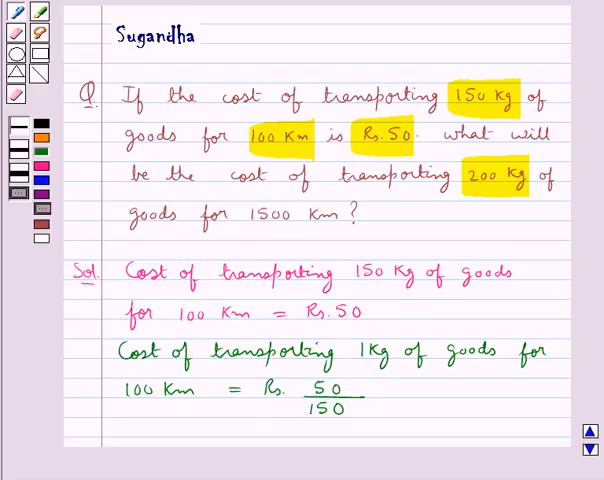 Sugandha
Q. If the cost of transporting 150 Kg of
goods for 100 Km is Rs. 50. what will
be the cost of transporting 200 Kg of
goods for 1500 Km?
Sol. Cost of transporting 150 Kg of goods
for 100 Km = Rs. 50
Cost of transporting 1Kg of goods for
100 Km = Rs. 50/150